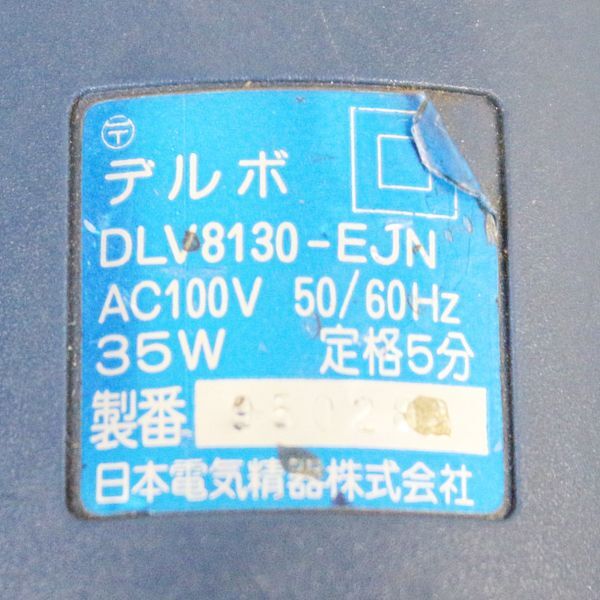 〒
デルボ
DLV8130-EJN
AC100V 50/60Hz
35W 定格5分
製番
日本電気精器株式会社